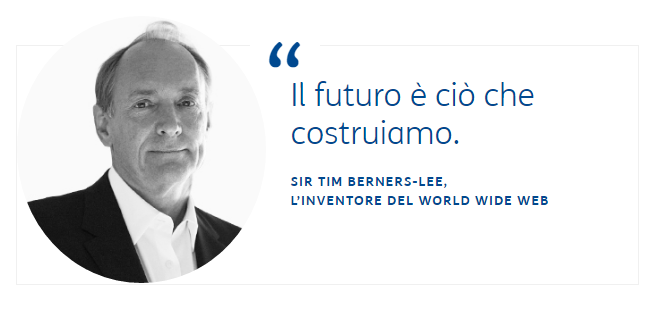 “
Il futuro è ciò che
costruiamo.
SIR TIM BERNERS-LEE,
L'INVENTORE DEL WORLD WIDE WEB